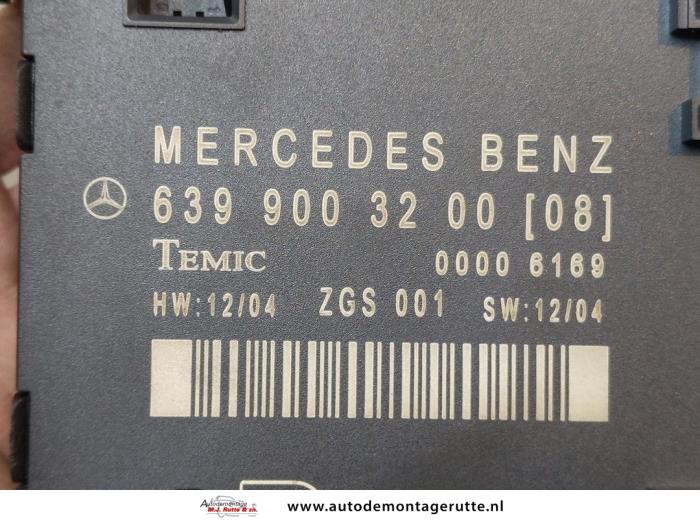 MERCEDES BENZ
639 900 32 00 [08]
TEMIC 0000 6169
HW:12/04 ZGS 001 SW:12/04
Autodemontage
M.J. Rutte & zn.
www.autodemontagerutte.nl